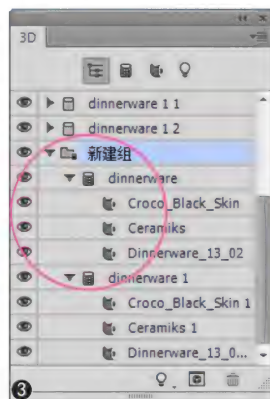 3D
dinnerware 1 1
dinnerware 1 2
新建组
dinnerware
Croco_Black_Skin
Ceramiks
Dinnerware_13_02
dinnerware 1
Croco_Black_Skin 1
Ceramiks 1
Dinnerware_13_0...
3